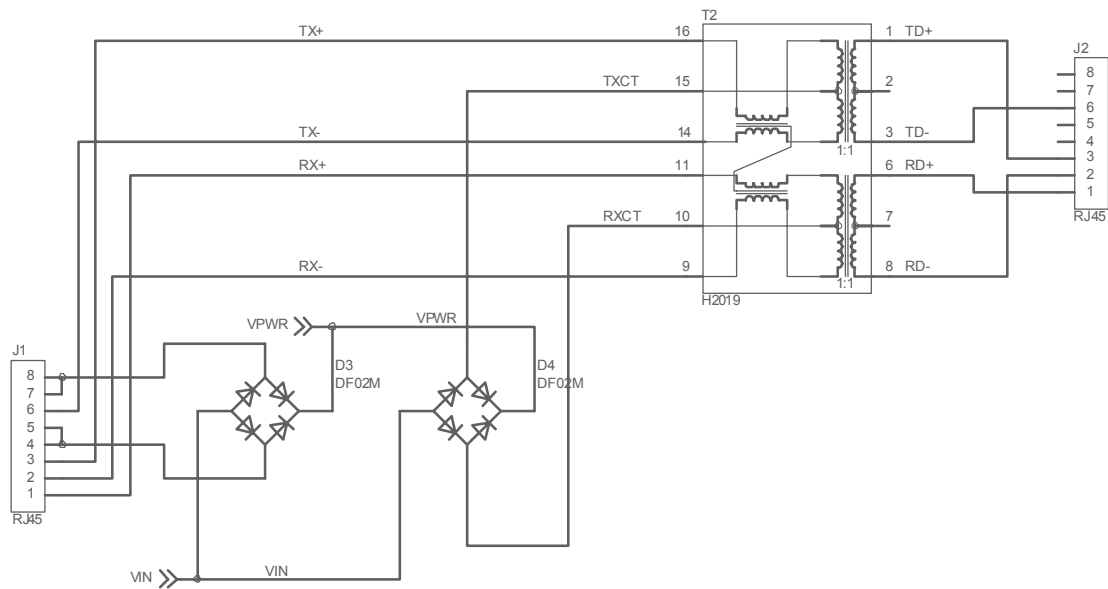 T2
TX+ 16 1 TD+
J2
8
TXCT 15 2
7
6
5
TX- 14 3 TD-
4
1:1
3
RX+ 11 6 RD+
2
1
RXCT 10 7
RJ45
RX- 9 8 RD-
1:1
H2019
VPWR VPWR
J1
D3 D4
8
DF02M DF02M
7
6
5
4
3
2
1
RJ45
VIN VIN